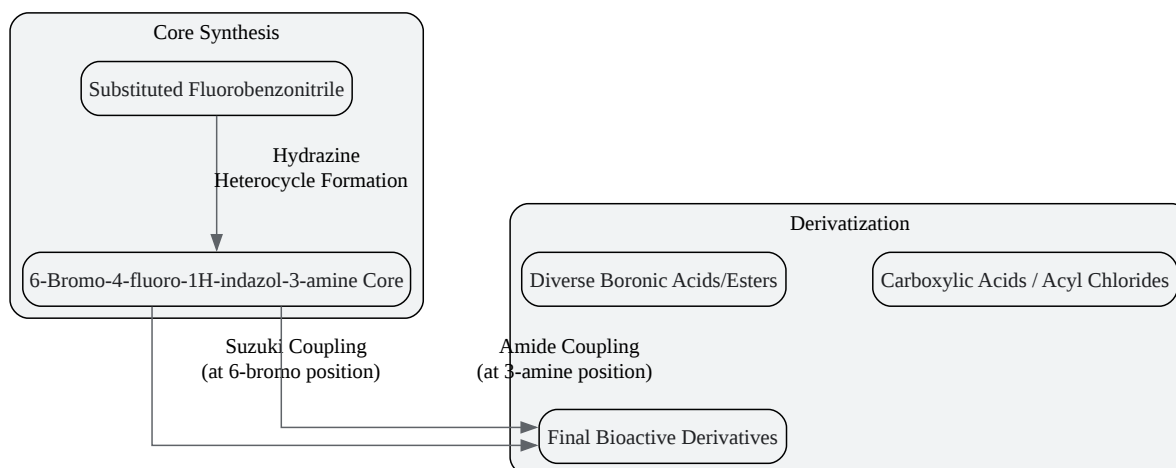 Core Synthesis
Substituted Fluorobenzonitrile
Hydrazine
Heterocycle Formation
6-Bromo-4-fluoro-1H-indazol-3-amine Core
Derivatization
Diverse Boronic Acids/Esters
Carboxylic Acids / Acyl Chlorides
Suzuki Coupling
(at 6-bromo position)
Amide Coupling
(at 3-amine position)
Final Bioactive Derivatives